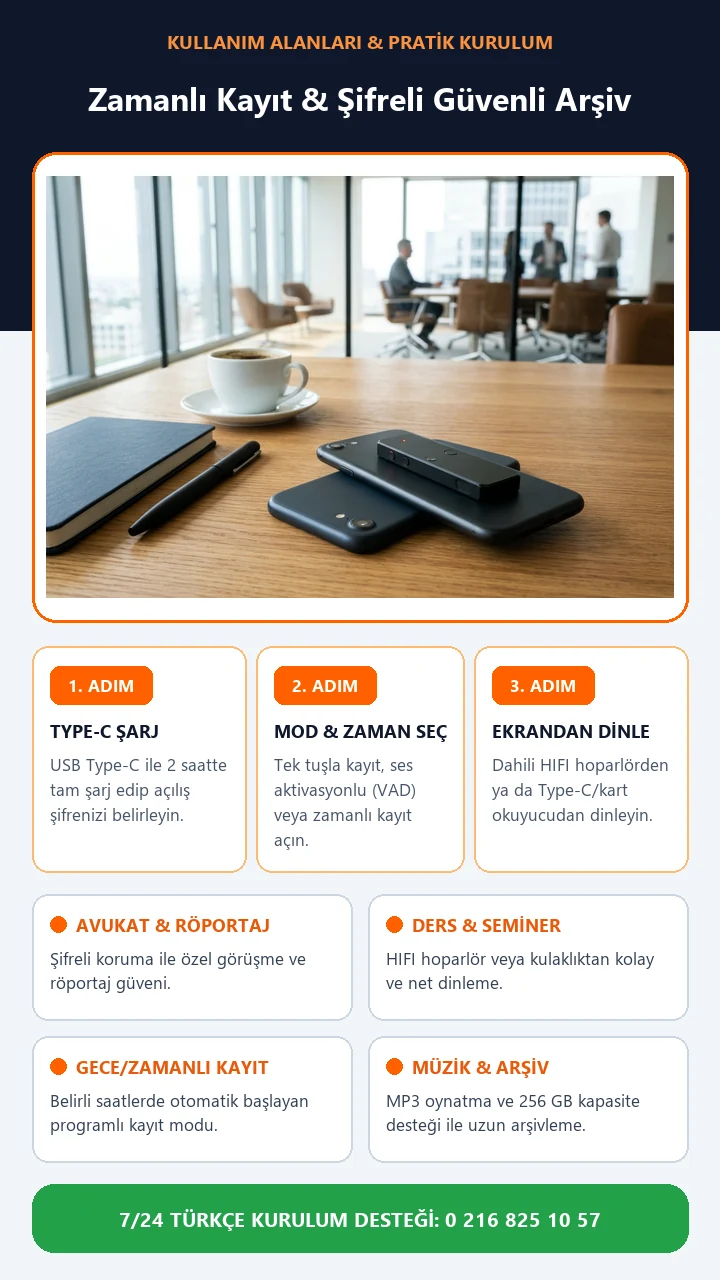 KULLANIM ALANLARI & PRATİK KURULUM
Zamanlı Kayıt & Şifreli Güvenli Arşiv
1. ADIM
TYPE-C ŞARJ
USB Type-C ile 2 saatte
tam şarj edip açılış
şifrenizi belirleyin.
2. ADIM
MOD & ZAMAN SEÇ
Tek tuşla kayıt, ses
aktivasyonlu (VAD)
veya zamanlı kayıt
açın.
3. ADIM
EKRANDAN DİNLE
Dahili HIFI hoparlörden
ya da Type-C/kart
okuyucudan dinleyin.
AVUKAT & RÖPORTAJ
Şifreli koruma ile özel görüşme ve
röportaj güveni.
DERS & SEMİNER
HIFI hoparlör veya kulaklıktan kolay
ve net dinleme.
GECE/ZAMANLI KAYIT
Belirli saatlerde otomatik başlayan
programlı kayıt modu.
MÜZİK & ARŞİV
MP3 oynatma ve 256 GB kapasite
desteği ile uzun arşivleme.
7/24 TÜRKÇE KURULUM DESTEĞİ: 0 216 825 10 57